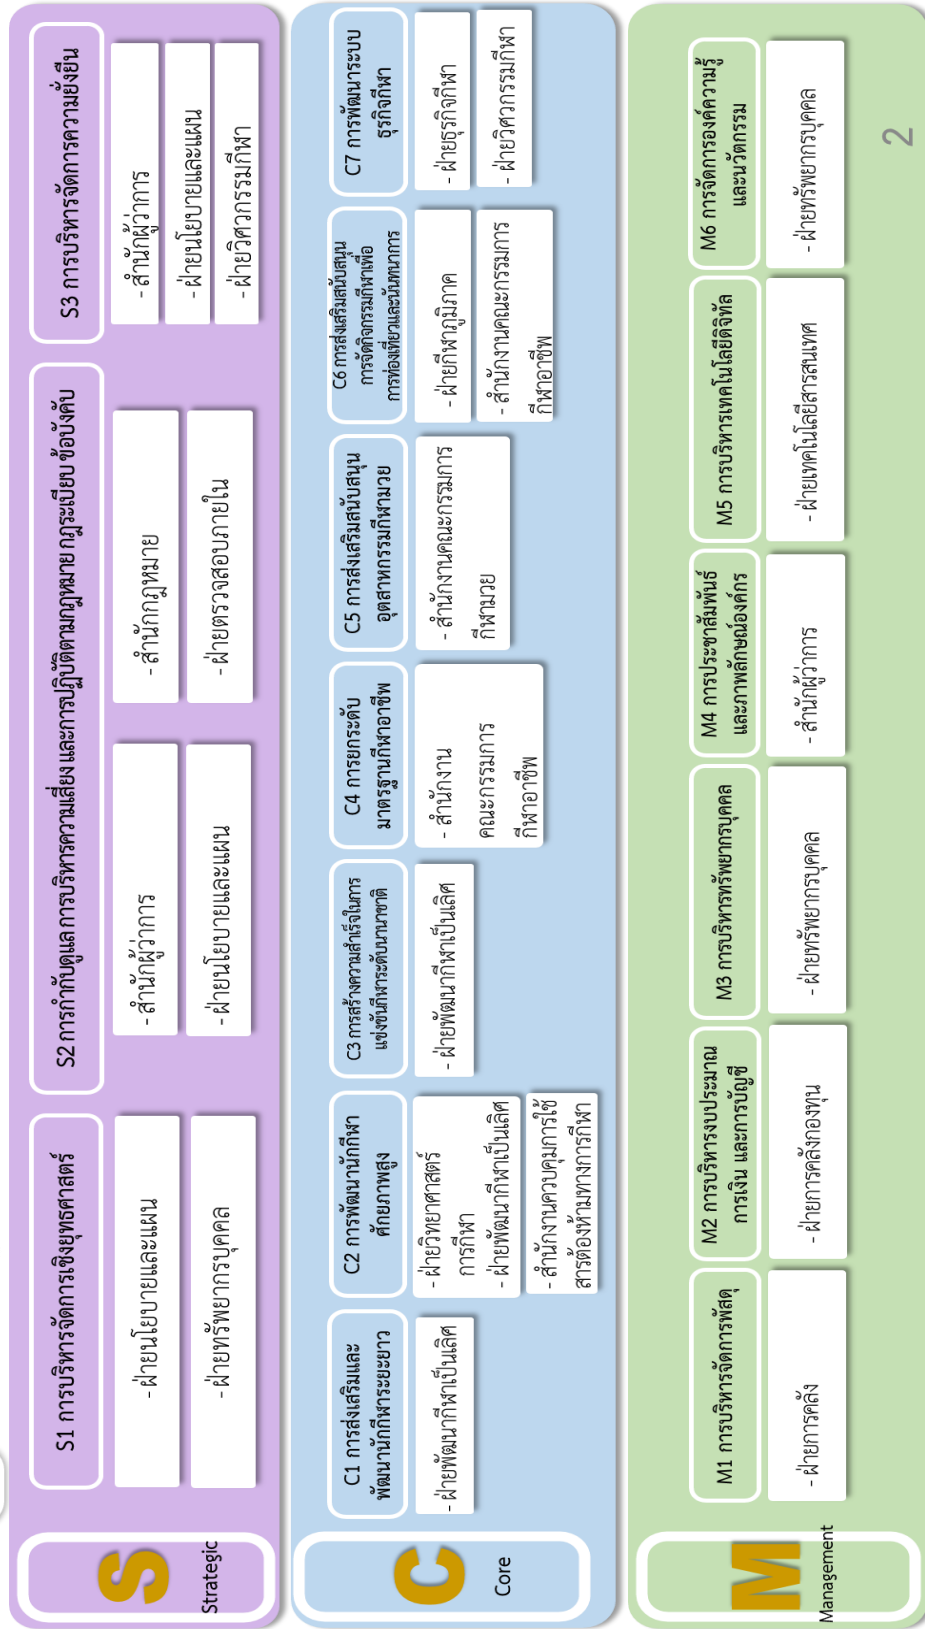 S
Strategic
S1 การบริหารจัดการเชิงยุทธศาสตร์
- ฝ่ายนโยบายและแผน
- ฝ่ายทรัพยากรบุคคล
S2 การกำกับดูแล การบริหารความเสี่ยง และการปฏิบัติตามกฎหมาย กฎระเบียบ ข้อบังคับ
- สำนักผู้ว่าการ
- ฝ่ายนโยบายและแผน
- สำนักกฎหมาย
- ฝ่ายตรวจสอบภายใน
S3 การบริหารจัดการความยั่งยืน
- สำนักผู้ว่าการ
- ฝ่ายนโยบายและแผน
- ฝ่ายวิศวกรรมกีฬา
C
Core
C1 การส่งเสริมและ
พัฒนานักกีฬาระยะยาว
- ฝ่ายพัฒนากีฬาเป็นเลิศ
C2 การพัฒนานักกีฬา
ศักยภาพสูง
- ฝ่ายวิทยาศาสตร์
การกีฬา
- ฝ่ายพัฒนากีฬาเป็นเลิศ
- สำนักงานควบคุมการใช้
สารต้องห้ามทางการกีฬา
C3 การสร้างความสำเร็จในการ
แข่งขันกีฬาระดับนานาชาติ
- ฝ่ายพัฒนากีฬาเป็นเลิศ
C4 การยกระดับ
มาตรฐานกีฬาอาชีพ
- สำนักงาน
คณะกรรมการ
กีฬาอาชีพ
C5 การส่งเสริมสนับสนุน
อุตสาหกรรมกีฬามวย
- สำนักงานคณะกรรมการ
กีฬามวย
C6 การส่งเสริมสนับสนุน
การจัดกิจกรรมกีฬาเพื่อ
การท่องเที่ยวและนันทนาการ
- ฝ่ายกีฬาภูมิภาค
- สำนักงานคณะกรรมการ
กีฬาอาชีพ
C7 การพัฒนาระบบ
ธุรกิจกีฬา
- ฝ่ายธุรกิจกีฬา
- ฝ่ายวิศวกรรมกีฬา
M
Management
M1 การบริหารจัดการพัสดุ
- ฝ่ายการคลัง
M2 การบริหารงบประมาณ
การเงิน และการบัญชี
- ฝ่ายการคลังกองทุน
M3 การบริหารทรัพยากรบุคคล
- ฝ่ายทรัพยากรบุคคล
M4 การประชาสัมพันธ์
และภาพลักษณ์องค์กร
- สำนักผู้ว่าการ
M5 การบริหารเทคโนโลยีดิจิทัล
- ฝ่ายเทคโนโลยีสารสนเทศ
M6 การจัดการองค์ความรู้
และนวัตกรรม
- ฝ่ายทรัพยากรบุคคล
2